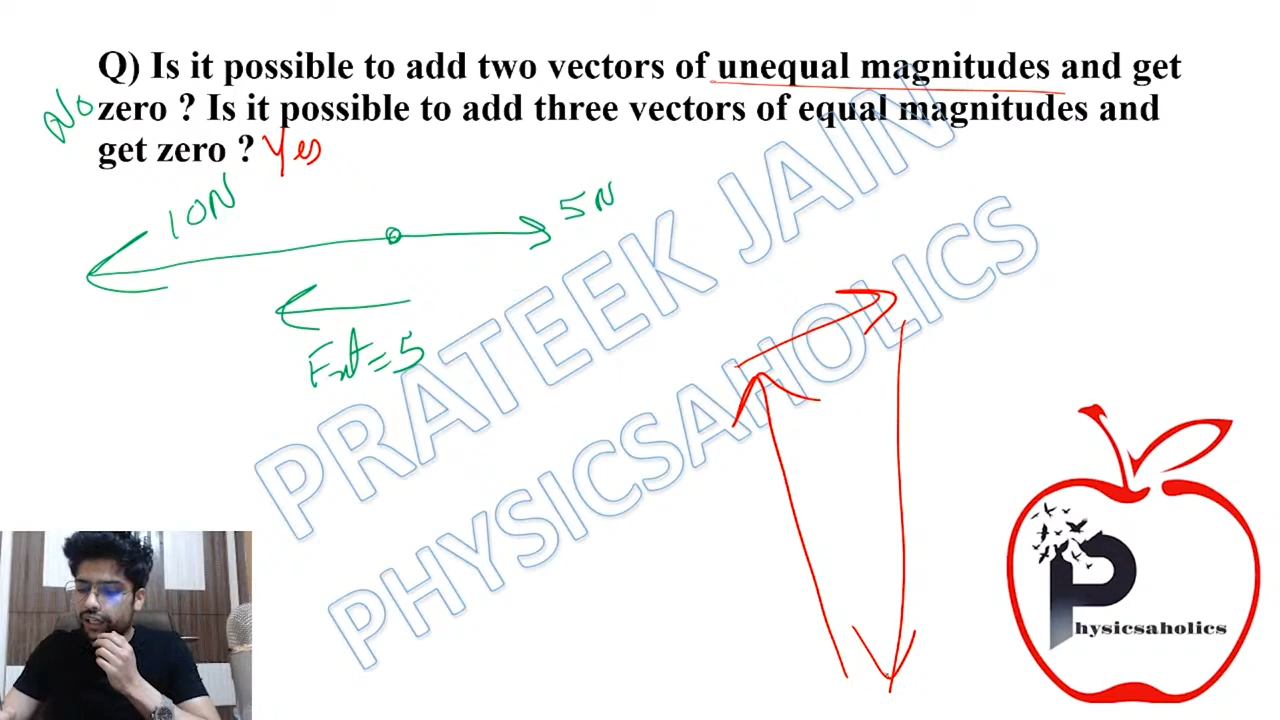 Q) Is it possible to add two vectors of unequal magnitudes and get
No zero ? Is it possible to add three vectors of equal magnitudes and
get zero ? Yes
10N
5N
Fnet=5
PRATEEK JAIN
PHYSICSAHOLICS
Physicsaholics